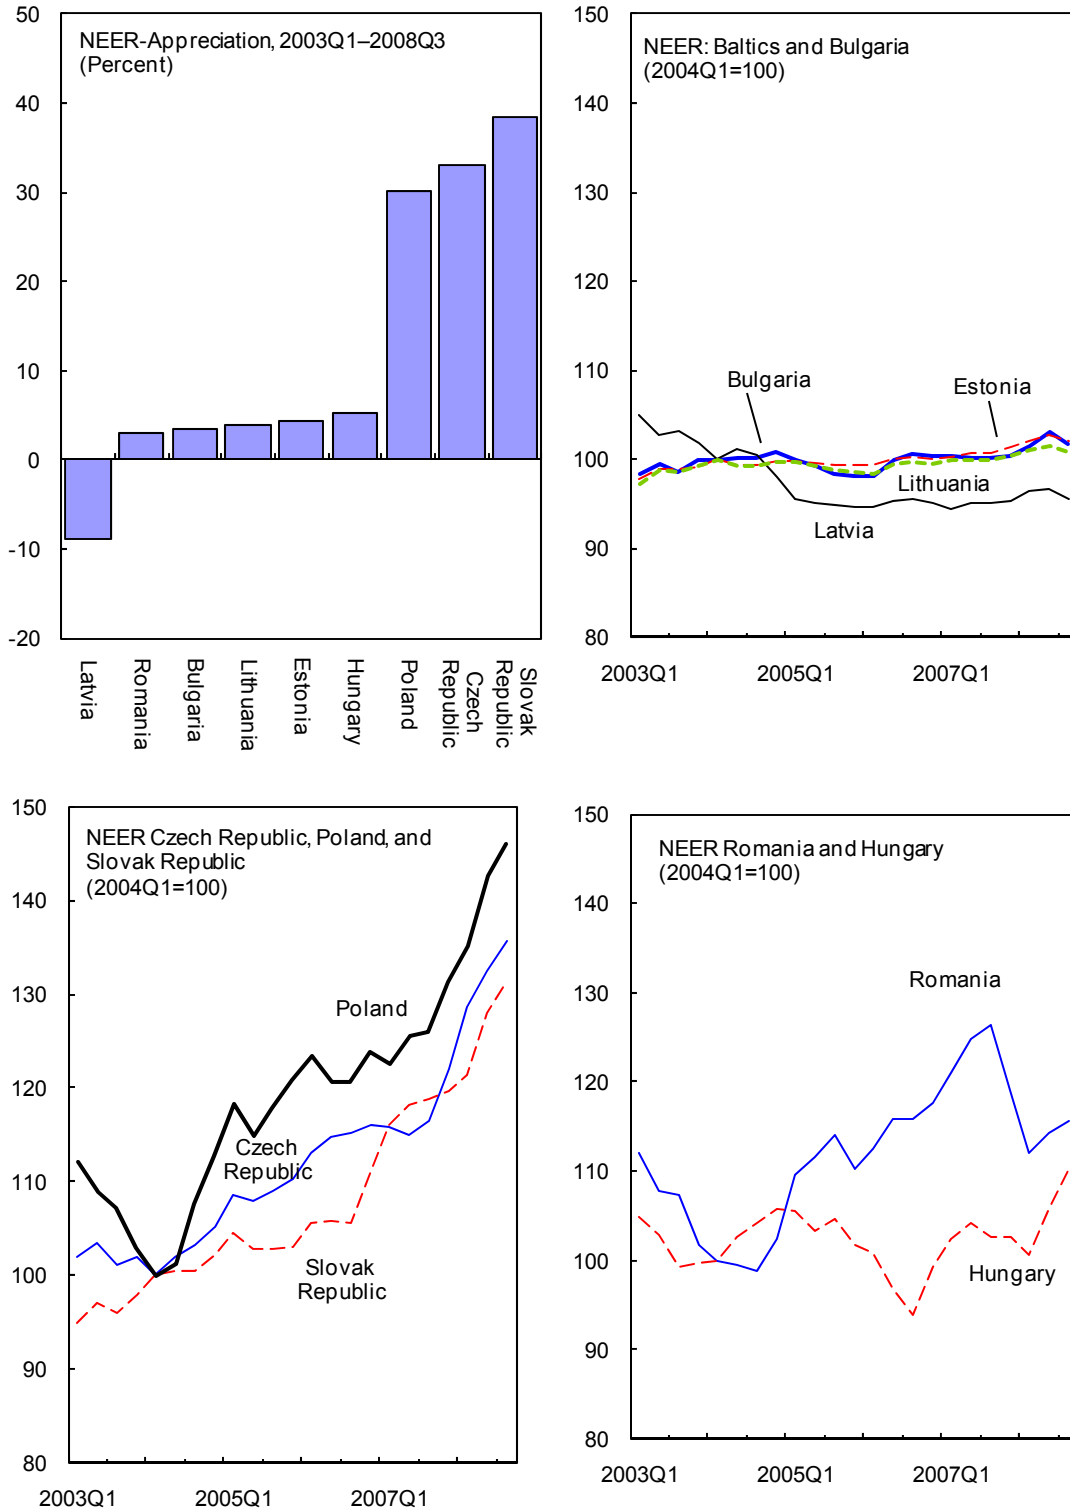 50
40
30
20
10
0
-10
-20
NEER-Appreciation, 2003Q1–2008Q3
(Percent)
Latvia
Romania
Bulgaria
Lithuania
Estonia
Hungary
Poland
Czech
Republic
Slovak
Republic
150
140
130
120
110
100
90
80
NEER: Baltics and Bulgaria
(2004Q1=100)
Bulgaria
Estonia
Lithuania
Latvia
2003Q1
2005Q1
2007Q1
150
140
130
120
110
100
90
80
NEER Czech Republic, Poland, and
Slovak Republic
(2004Q1=100)
Poland
Czech
Republic
Slovak
Republic
2003Q1
2005Q1
2007Q1
150
140
130
120
110
100
90
80
NEER Romania and Hungary
(2004Q1=100)
Romania
Hungary
2003Q1
2005Q1
2007Q1